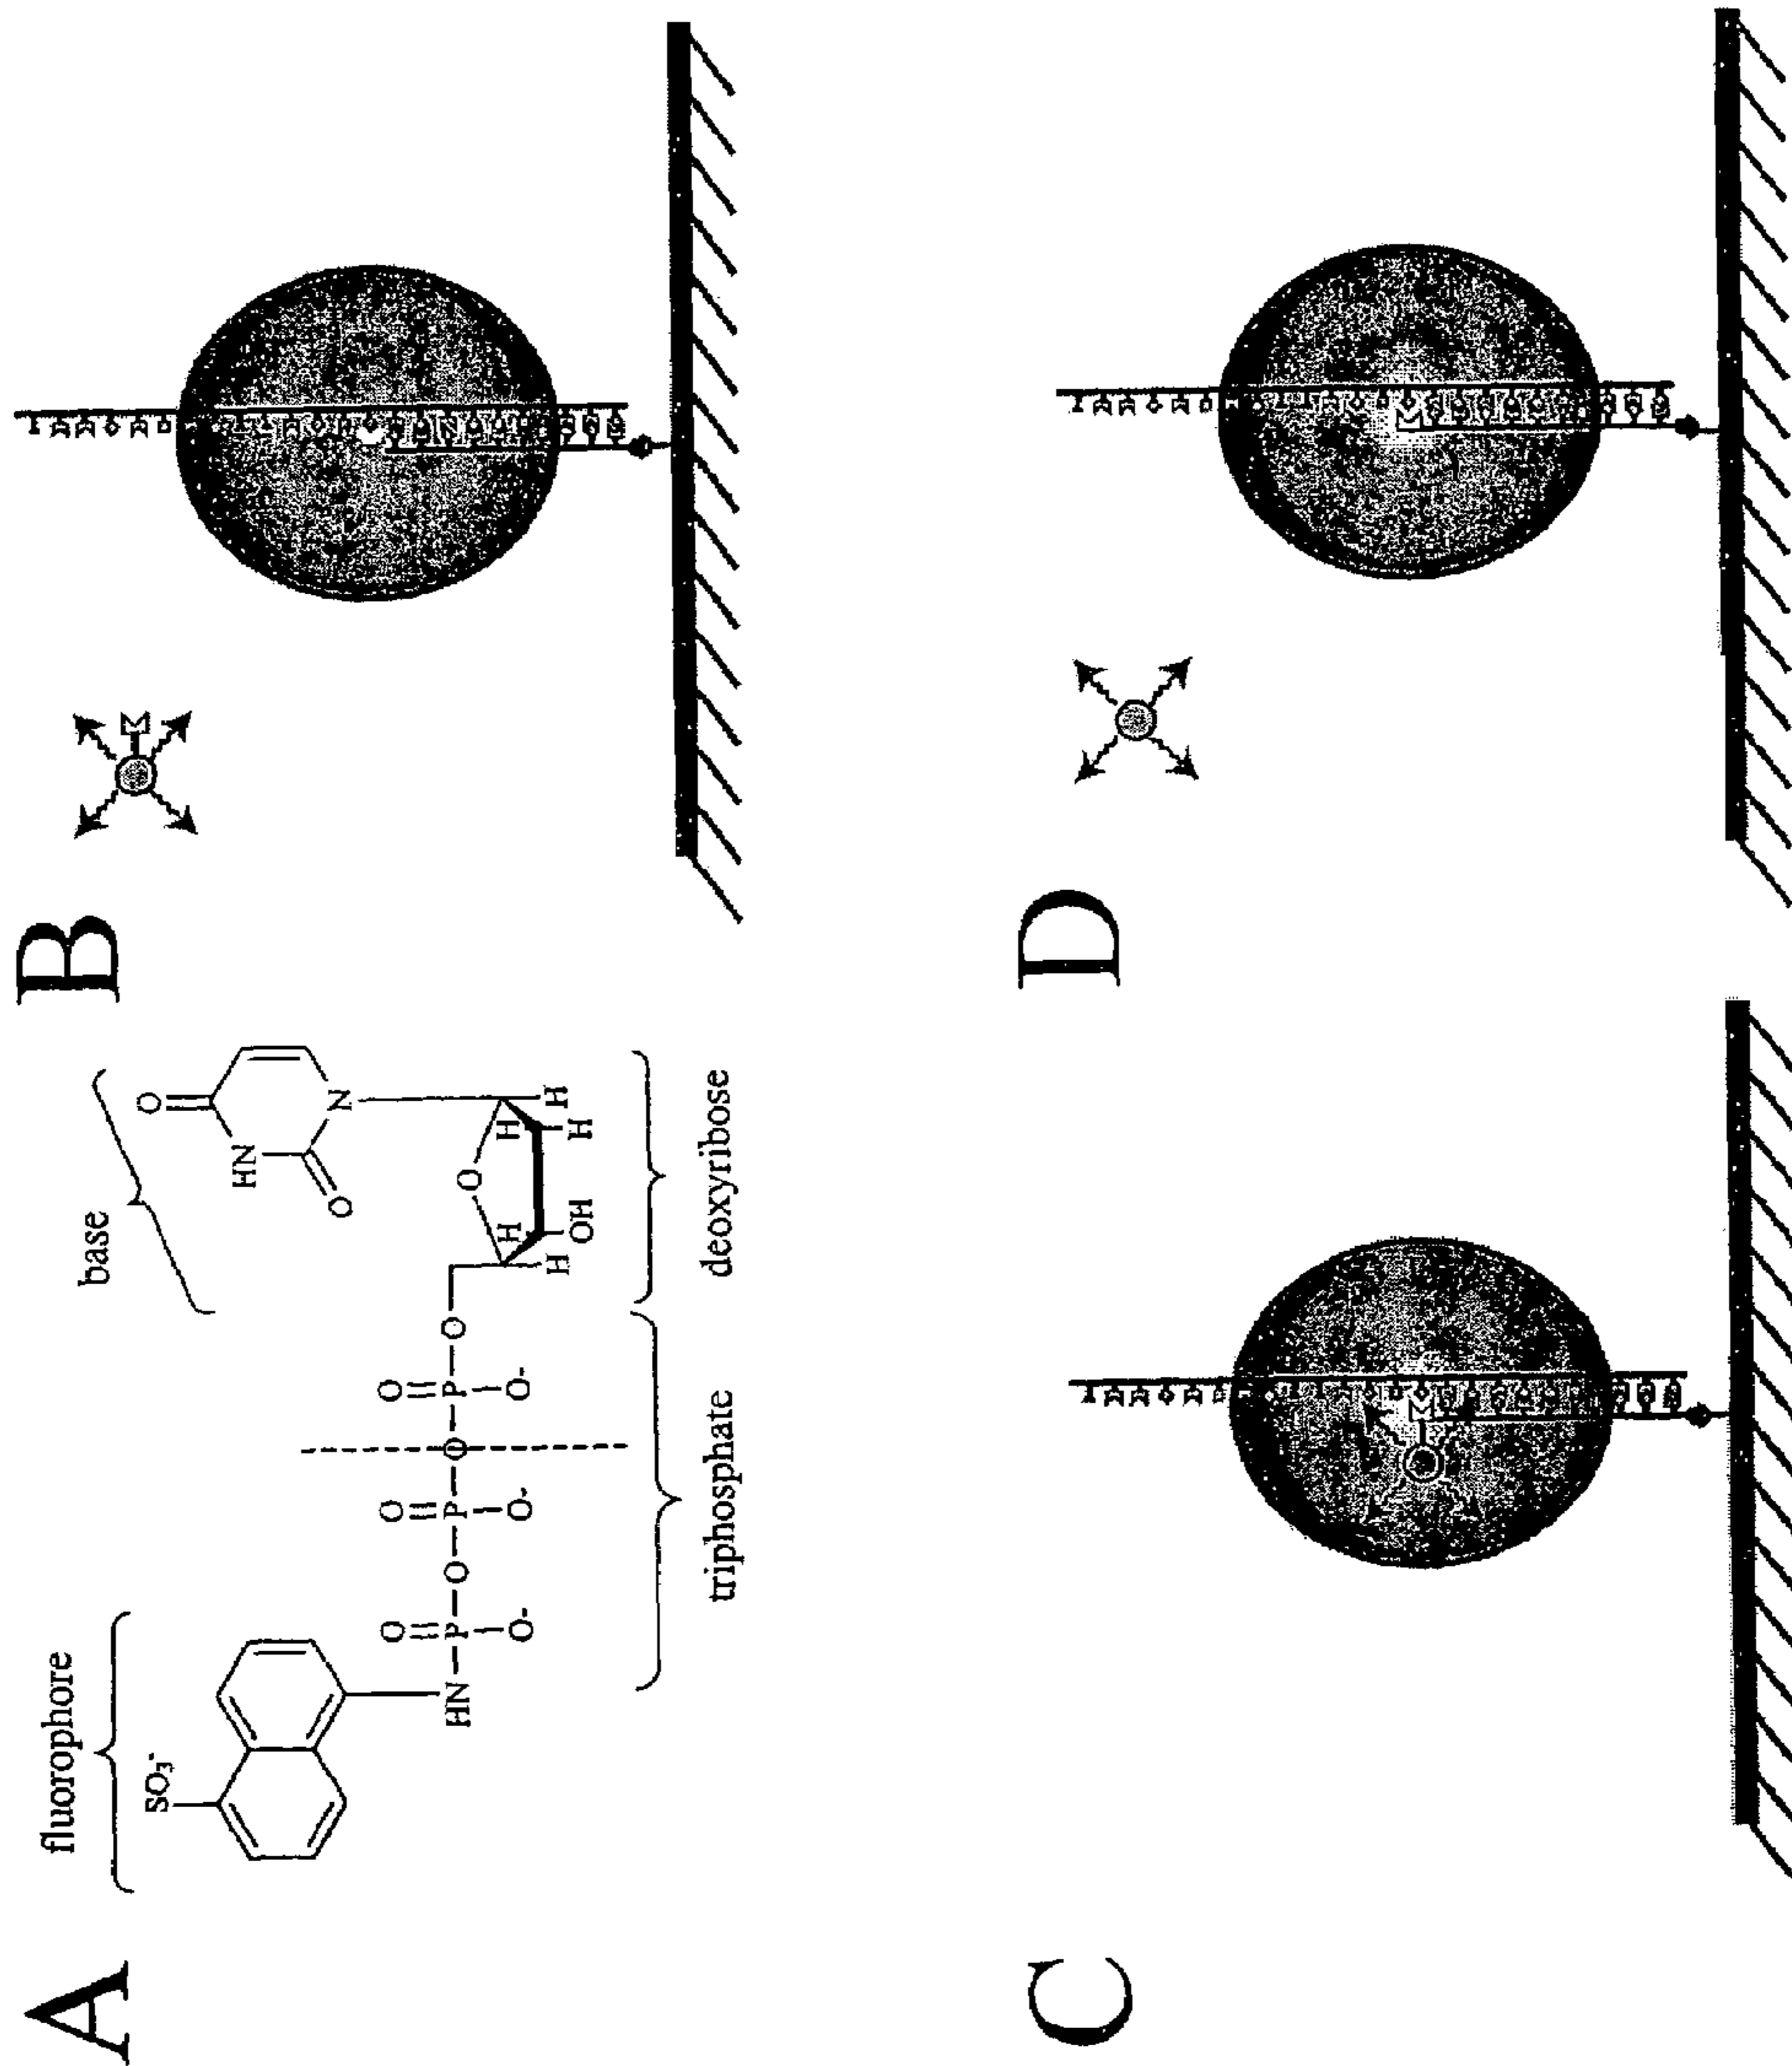 A
fluorophore
base
SO₃⁻
O
HN
O
N
O
O
O
HN-P-O-P-O-P-O
O
O-
O-
O-
H
H
H
OH
H
H
triphosphate
deoxyribose
B
M
C
M
D
M